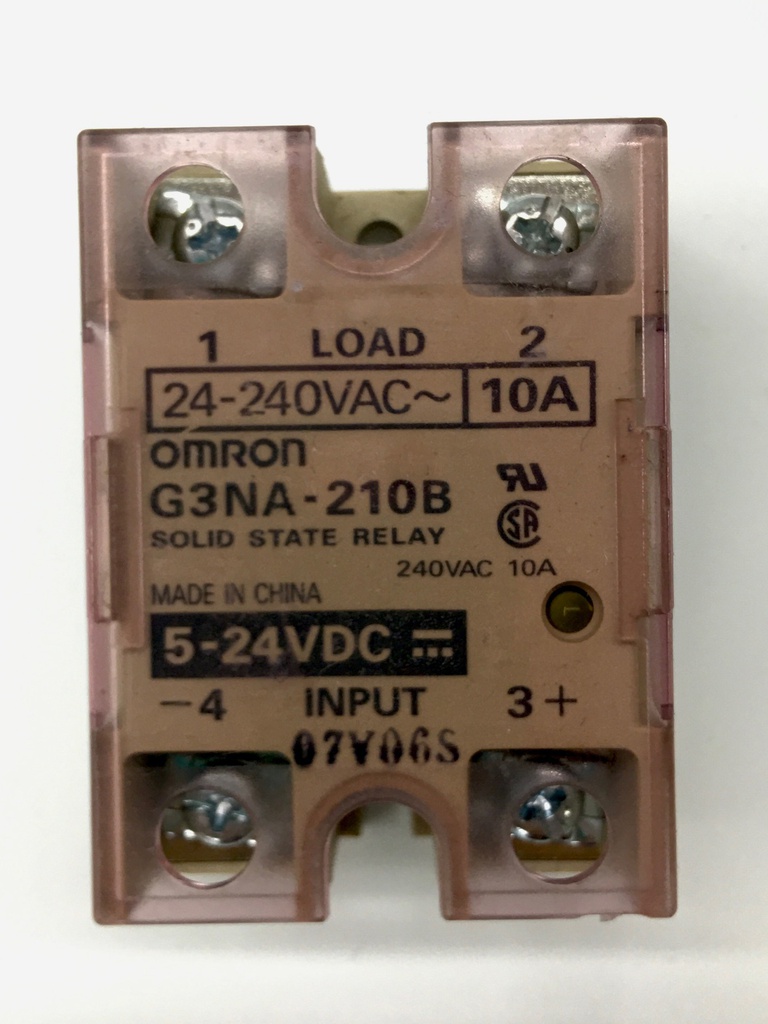 1 LOAD 2
24-240VAC~ 10A
OMRON
G3NA-210B
SOLID STATE RELAY
240VAC 10A
MADE IN CHINA
5-24VDC ⎓
−4 INPUT 3+
07Y06S